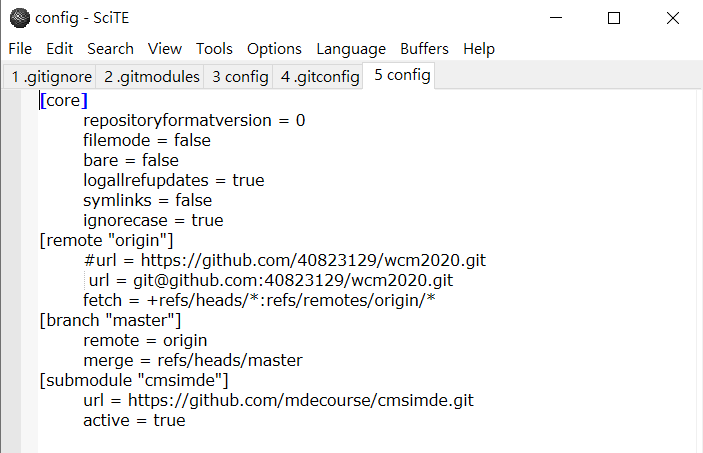 config - SciTE
File Edit Search View Tools Options Language Buffers Help
1 .gitignore 2 .gitmodules 3 config 4 .gitconfig 5 config
[core]
repositoryformatversion = 0
filemode = false
bare = false
logallrefupdates = true
symlinks = false
ignorecase = true
[remote "origin"]
#url = https://github.com/40823129/wcm2020.git
url = git@github.com:40823129/wcm2020.git
fetch = +refs/heads/*:refs/remotes/origin/*
[branch "master"]
remote = origin
merge = refs/heads/master
[submodule "cmsimde"]
url = https://github.com/mdecourse/cmsimde.git
active = true